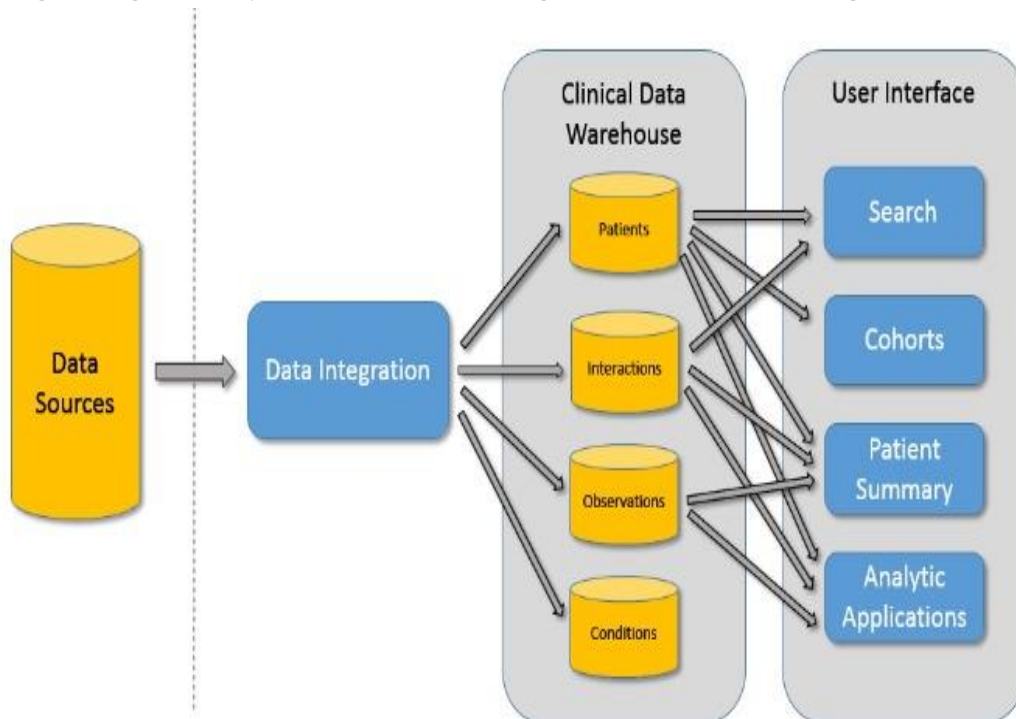 Clinical Data
Warehouse
User Interface
Data
Sources
Data Integration
Patients
Interactions
Observations
Conditions
Search
Cohorts
Patient
Summary
Analytic
Applications